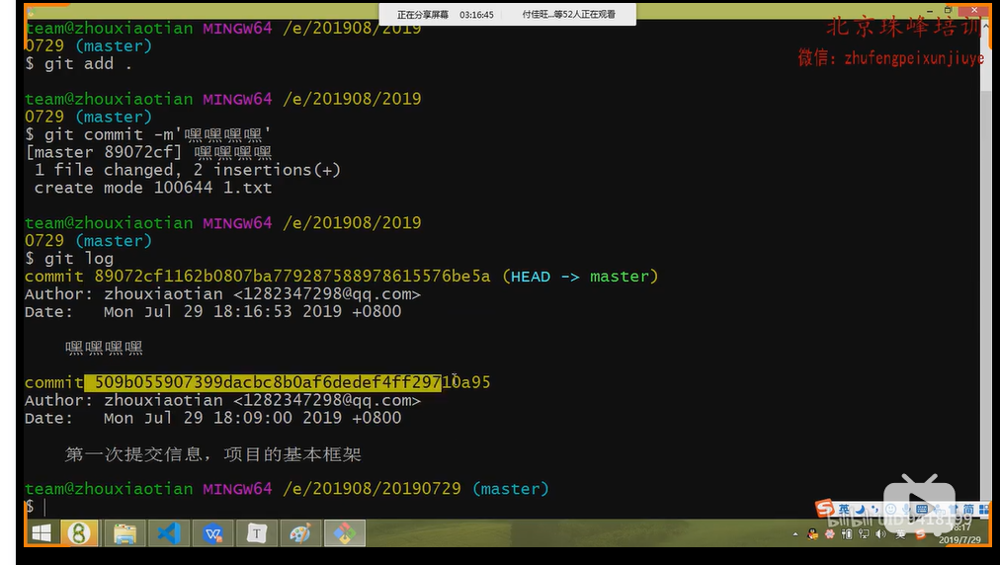 正在分享屏幕 03:16:45 付佳旺...等52人正在观看
北京珠峰培训
微信：zhufengpeixunjiuye
team@zhouxiaotian MINGW64 /e/201908/2019
0729 (master)
$ git add .
team@zhouxiaotian MINGW64 /e/201908/2019
0729 (master)
$ git commit -m'嘿嘿嘿嘿'
[master 89072cf] 嘿嘿嘿嘿
1 file changed, 2 insertions(+)
create mode 100644 1.txt
team@zhouxiaotian MINGW64 /e/201908/2019
0729 (master)
$ git log
commit 89072cf1162b0807ba779287588978615576be5a (HEAD -> master)
Author: zhouxiaotian <1282347298@qq.com>
Date:   Mon Jul 29 18:16:53 2019 +0800
嘿嘿嘿嘿
commit 509b055907399dacbc8b0af6dedef4ff29710a95
Author: zhouxiaotian <1282347298@qq.com>
Date:   Mon Jul 29 18:09:00 2019 +0800
第一次提交信息，项目的基本框架
team@zhouxiaotian MINGW64 /e/201908/20190729 (master)
$
英 简
bilibili
英
18:17
2019/7/29